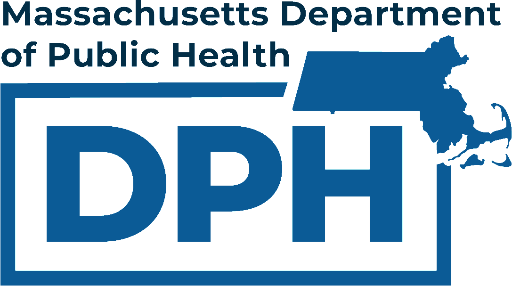 Massachusetts Department
of Public Health
DPH